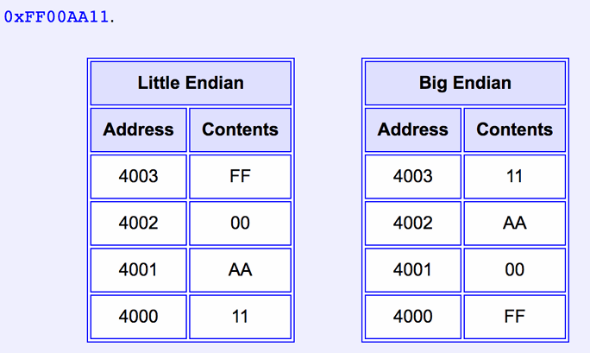 0xFF00AA11.
Little Endian
Address Contents
4003 FF
4002 00
4001 AA
4000 11
Big Endian
Address Contents
4003 11
4002 AA
4001 00
4000 FF